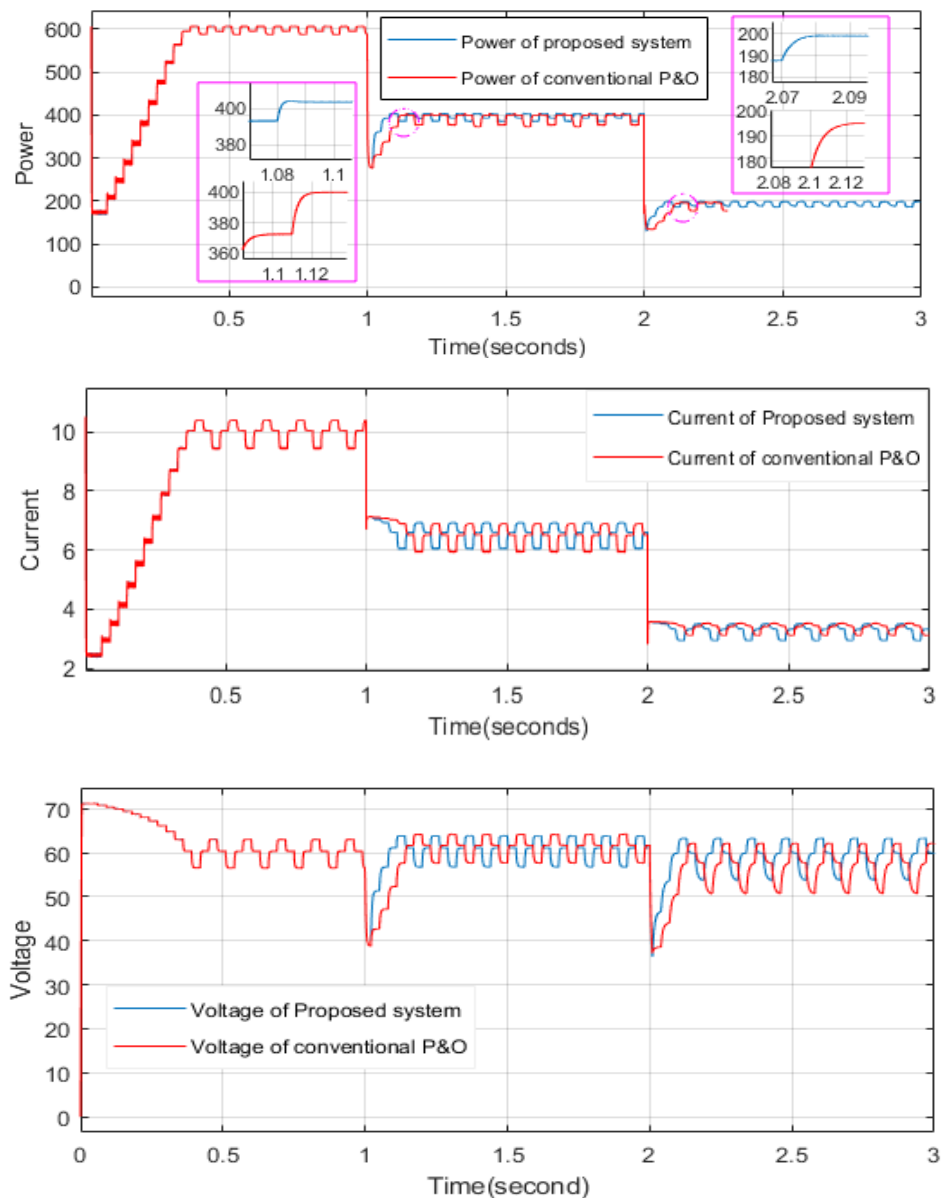 600
500
400
300
200
100
0
Power
Power of proposed system
Power of conventional P&O
400
380
1.08 1.1
400
380
360
1.1 1.12
200
190
180
2.07 2.09
200
190
180
2.08 2.1 2.12
0.5 1 1.5 2 2.5 3
Time(seconds)
10
8
6
4
2
Current
Current of Proposed system
Current of conventional P&O
0.5 1 1.5 2 2.5 3
Time(seconds)
70
60
50
40
30
20
10
0
Voltage
Voltage of Proposed system
Voltage of conventional P&O
0 0.5 1 1.5 2 2.5 3
Time(second)